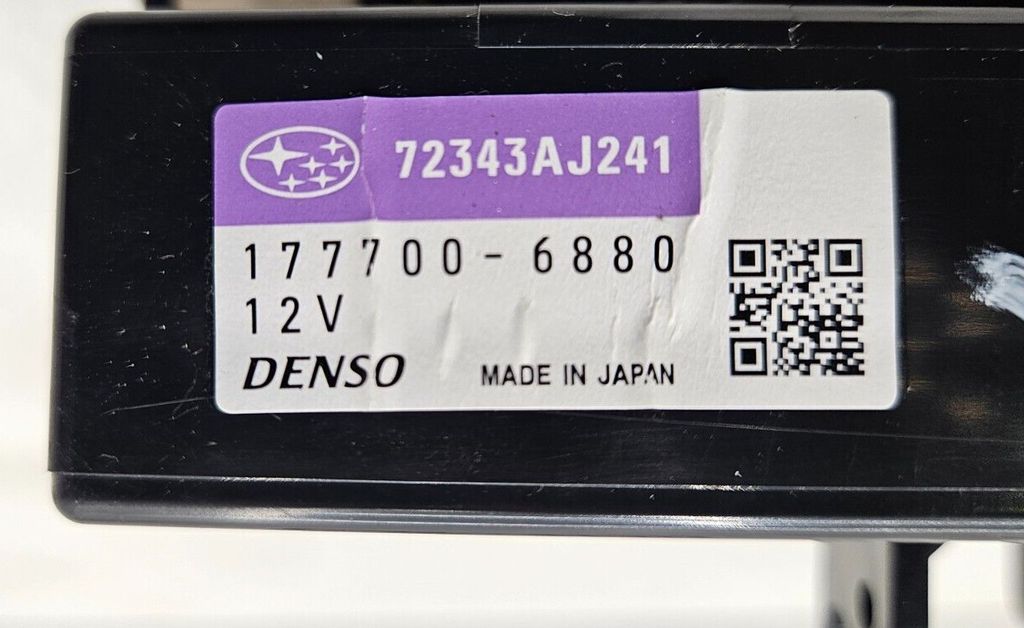 72343AJ241
177700-6880
12V
DENSO
MADE IN JAPAN